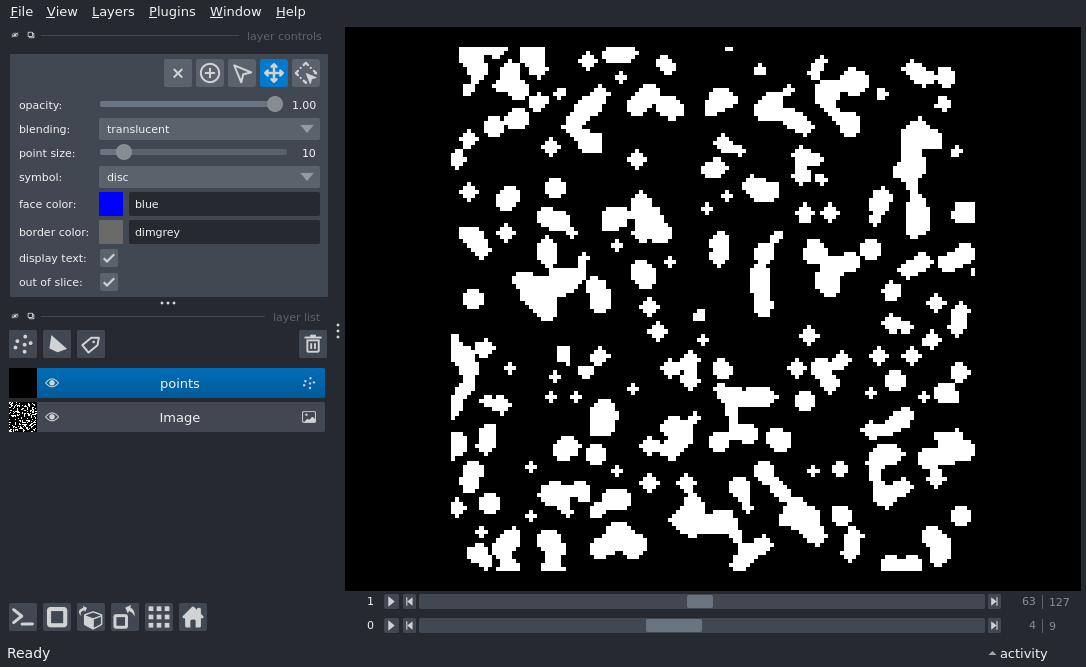 File View Layers Plugins Window Help
layer controls
opacity: 1.00
blending: translucent
point size: 10
symbol: disc
face color: blue
border color: dimgrey
display text:
out of slice:
layer list
points
Image
1 63 127
0 4 9
Ready activity